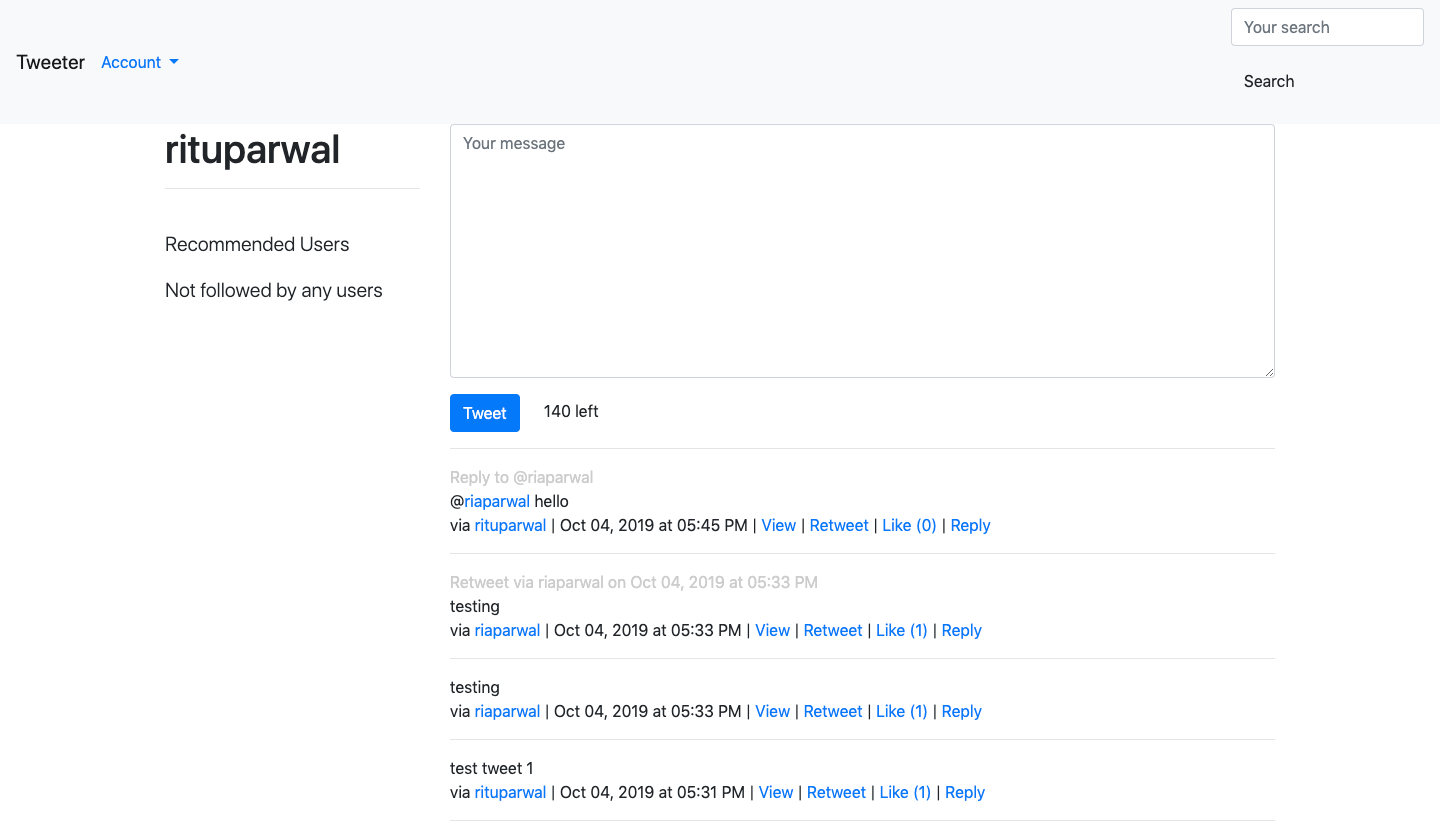 Tweeter Account
Your search
Search
rituparwal
Recommended Users
Not followed by any users
Your message
Tweet 140 left
Reply to @riaparwal
@riaparwal hello
via rituparwal | Oct 04, 2019 at 05:45 PM | View | Retweet | Like (0) | Reply
Retweet via riaparwal on Oct 04, 2019 at 05:33 PM
testing
via riaparwal | Oct 04, 2019 at 05:33 PM | View | Retweet | Like (1) | Reply
testing
via riaparwal | Oct 04, 2019 at 05:33 PM | View | Retweet | Like (1) | Reply
test tweet 1
via rituparwal | Oct 04, 2019 at 05:31 PM | View | Retweet | Like (1) | Reply